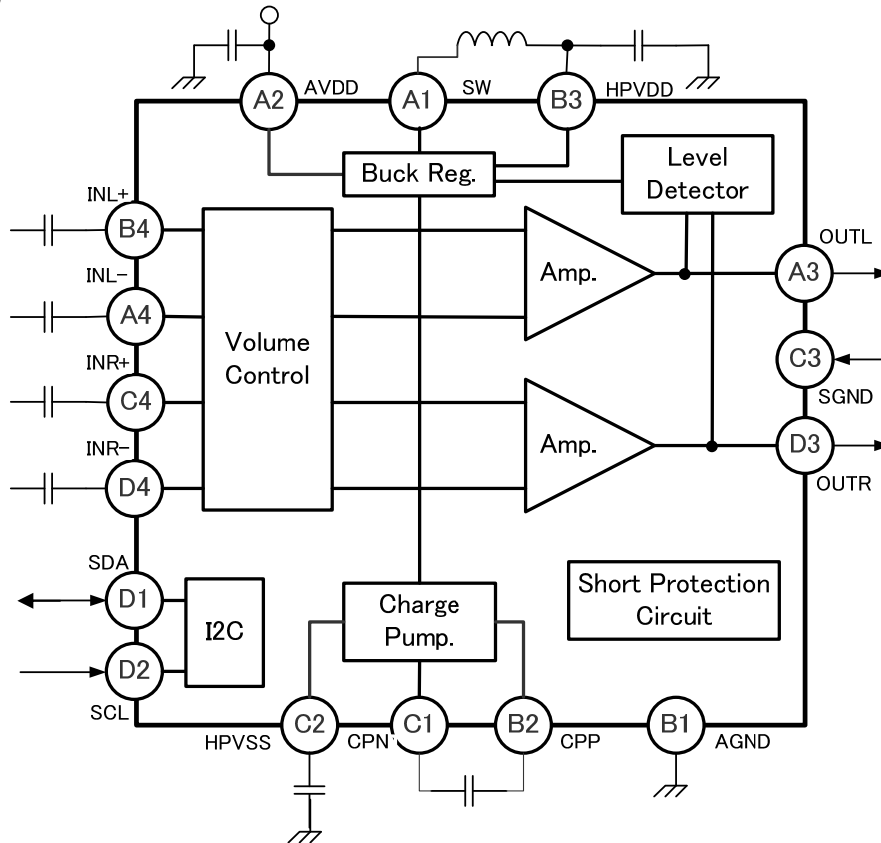 A2
AVDD
A1
SW
B3
HPVDD
Buck Reg.
Level
Detector
INL+
B4
INL-
A4
INR+
C4
INR-
D4
Volume
Control
Amp.
Amp.
OUTL
A3
C3
SGND
D3
OUTR
SDA
D1
D2
SCL
I2C
Charge
Pump.
Short Protection
Circuit
HPVSS
C2
CPN
C1
B2
CPP
B1
AGND